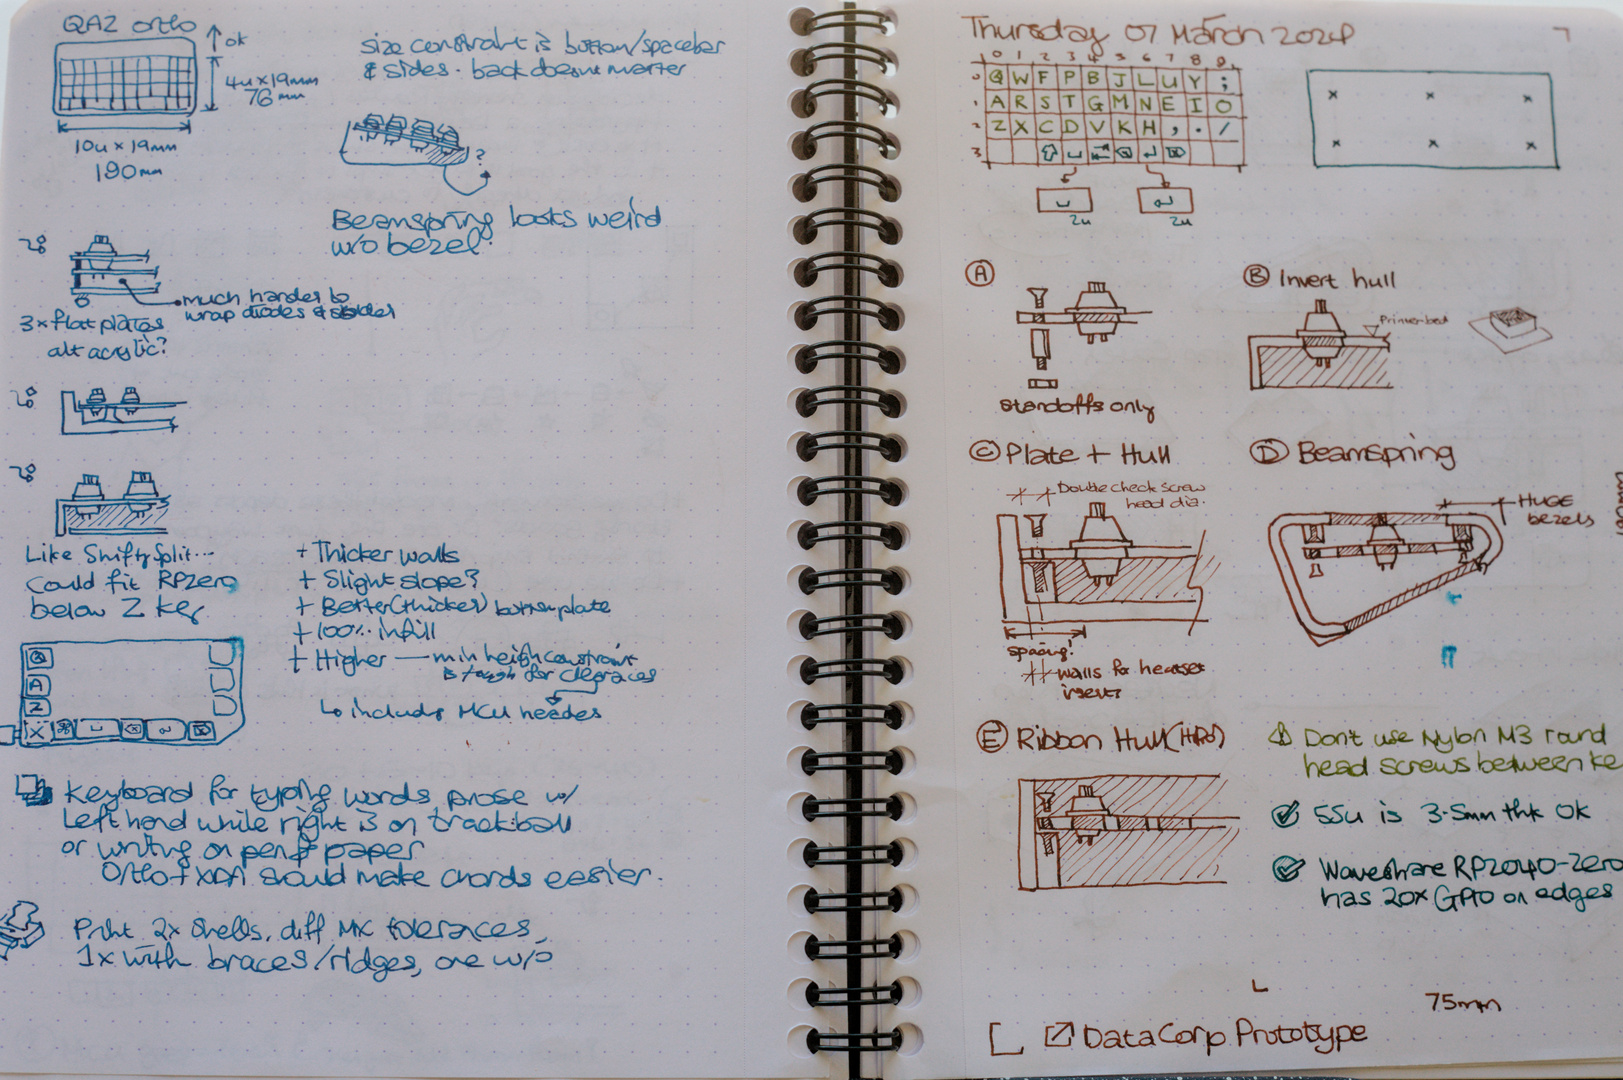 QAZ ortho
ok
4u x 19mm
76mm
10u x 19mm
190mm
size constraint is bottom/spacebar
& sides. back doesn't matter
?
Beamspring looks weird
w/o bezel.
much harder to
wrap diodes & solder
3x flat plates
alt acrylic?
Like Shifty Split...
Could fit RPZero
below Z key
+ Thicker walls
+ Slight slope?
+ Better (thicker) bottom plate
+ 100% infill
+ Higher — min height constraint
is tough for clearances
↳ includes MCU needs
Q
A
Z
X
Keyboard for typing words, prose w/
Left hand while right is on trackball
or writing on pen & paper
Ortho + should make chords easier.
Print 2x shells, diff MX tolerances,
1x with braces/ridges, one w/o
Thursday 07 March 2024
7
0 1 2 3 4 5 6 7 8 9
0 Q W F P B J L U Y ;
1 A R S T G M N E I O
2 Z X C D V K H , . /
3
2u 2u
A
standoffs only
B Invert hull
Printer bed
C Plate + Hull
Double check screw
head dia.
spacing!
walls for heatset
insert
D Beamspring
HUGE
bezels
E Ribbon Hull
Don't use Nylon M3 round
head screws between ke
SSU is 3.5mm thk ok
Waveshare RP2040-Zero
has 20x GPIO on edges
75mm
DataCorp Prototype